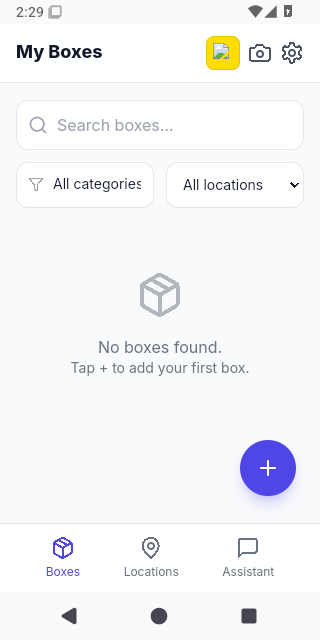 2:29
My Boxes
Search boxes...
All categories
All locations
No boxes found.
Tap + to add your first box.
Boxes
Locations
Assistant